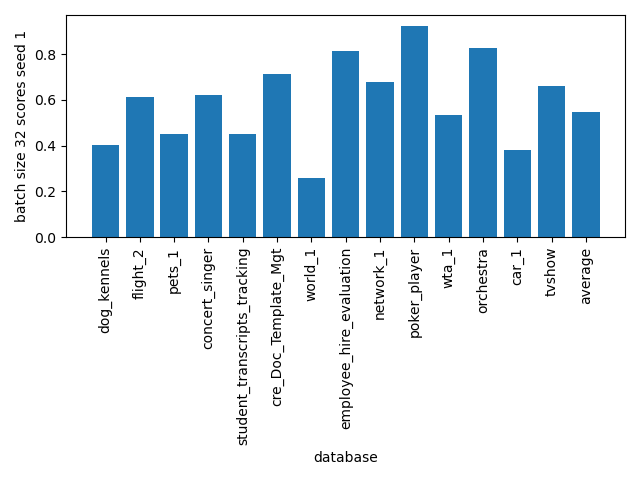 batch size 32 scores seed 1
0.8
0.6
0.4
0.2
0.0
dog_kennels
flight_2
pets_1
concert_singer
student_transcripts_tracking
cre_Doc_Template_Mgt
world_1
employee_hire_evaluation
network_1
poker_player
wta_1
orchestra
car_1
tvshow
average
database